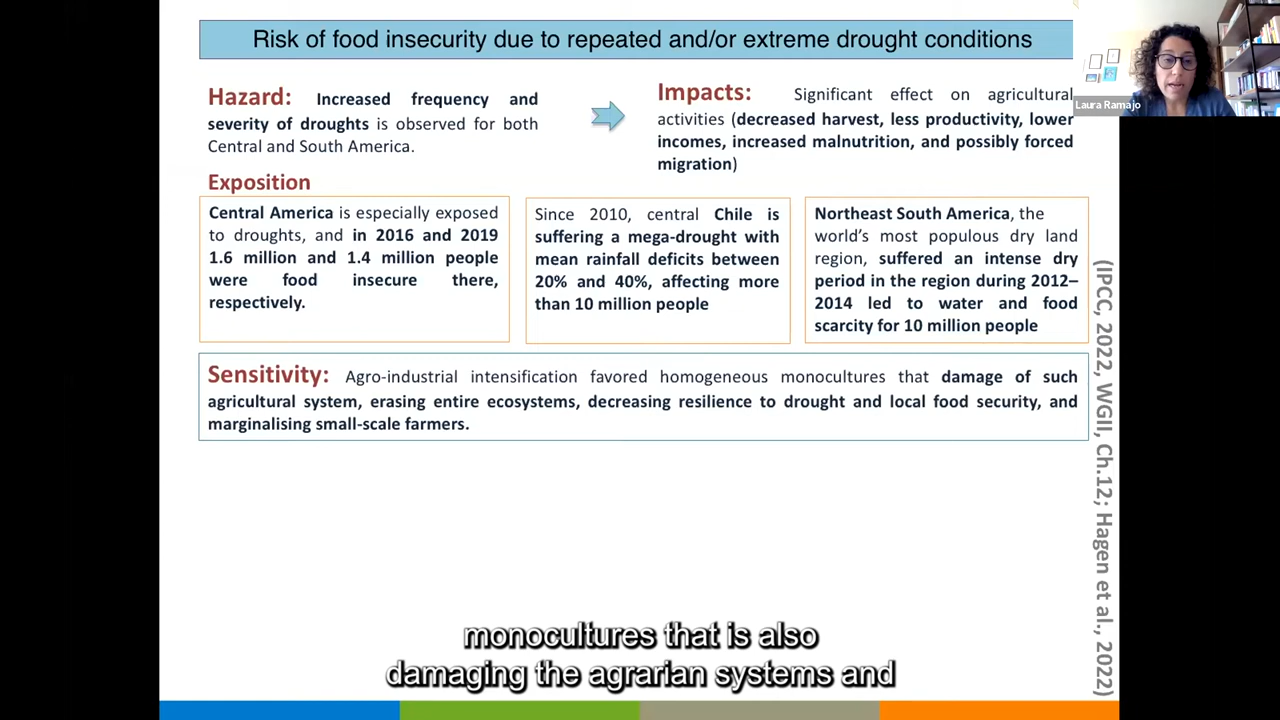 Risk of food insecurity due to repeated and/or extreme drought conditions
Laura Ramajo
Hazard: Increased frequency and
severity of droughts is observed for both
Central and South America.
Impacts: Significant effect on agricultural
activities (decreased harvest, less productivity, lower
incomes, increased malnutrition, and possibly forced
migration)
Exposition
Central America is especially exposed
to droughts, and in 2016 and 2019
1.6 million and 1.4 million people
were food insecure there,
respectively.
Since 2010, central Chile is
suffering a mega-drought with
mean rainfall deficits between
20% and 40%, affecting more
than 10 million people
Northeast South America, the
world's most populous dry land
region, suffered an intense dry
period in the region during 2012–
2014 led to water and food
scarcity for 10 million people
Sensitivity: Agro-industrial intensification favored homogeneous monocultures that damage of such
agricultural system, erasing entire ecosystems, decreasing resilience to drought and local food security, and
marginalising small-scale farmers.
(IPCC, 2022, WGII, Ch.12; Hagen et al., 2022)
monocultures that is also
damaging the agrarian systems and